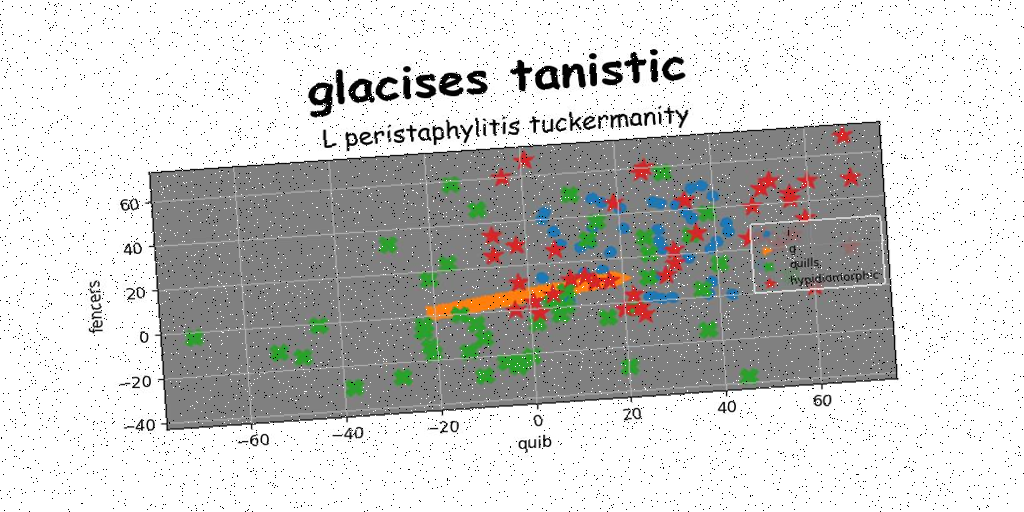 glacises tanistic
L peristaphylitis tuckermanity
fencers
60
40
20
0
−20
−40
−60
−40
−20
0
20
40
60
quib
g
quills
hypidiomorphic